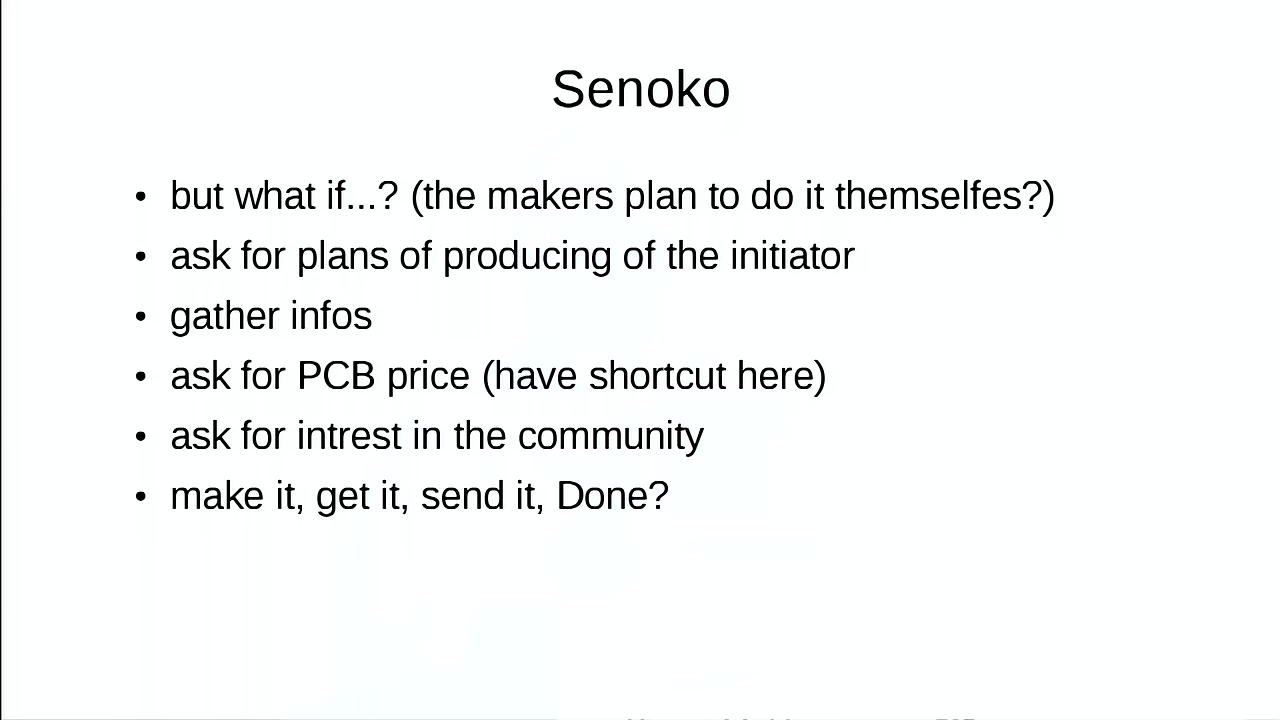 Senoko
• but what if...? (the makers plan to do it themselfes?)
• ask for plans of producing of the initiator
• gather infos
• ask for PCB price (have shortcut here)
• ask for intrest in the community
• make it, get it, send it, Done?